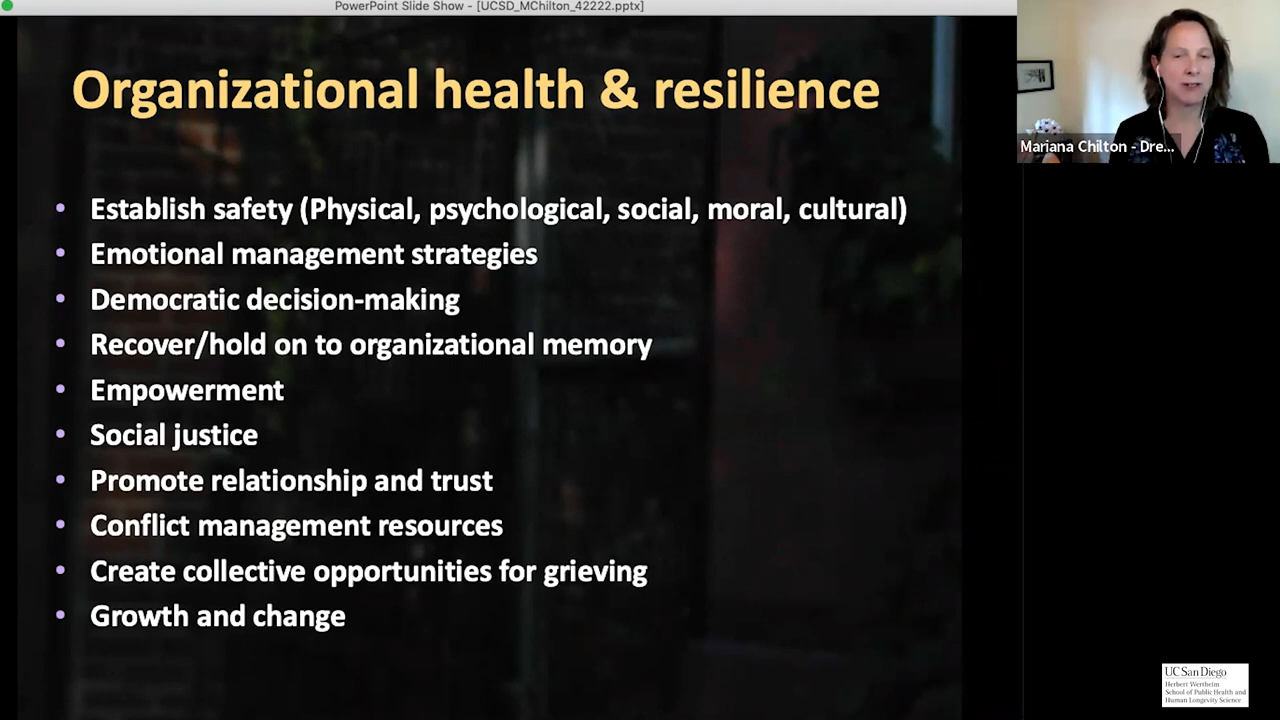 PowerPoint Slide Show - [UCSD_MChilton_42222.pptx]
Organizational health & resilience
• Establish safety (Physical, psychological, social, moral, cultural)
• Emotional management strategies
• Democratic decision-making
• Recover/hold on to organizational memory
• Empowerment
• Social justice
• Promote relationship and trust
• Conflict management resources
• Create collective opportunities for grieving
• Growth and change
Mariana Chilton - Dre...
UC San Diego
Herbert Wertheim
School of Public Health and
Human Longevity Science